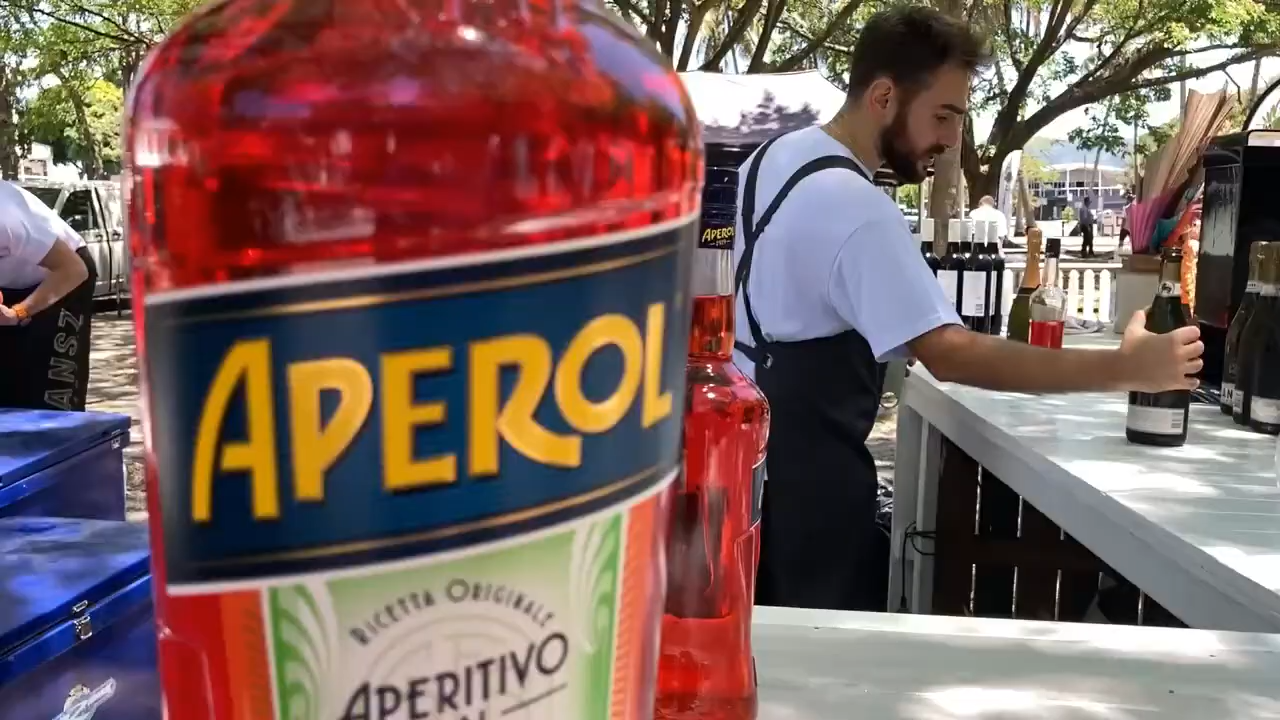 APEROL
RICETTA ORIGINALE
APERITIVO
APEROL
ANSZ